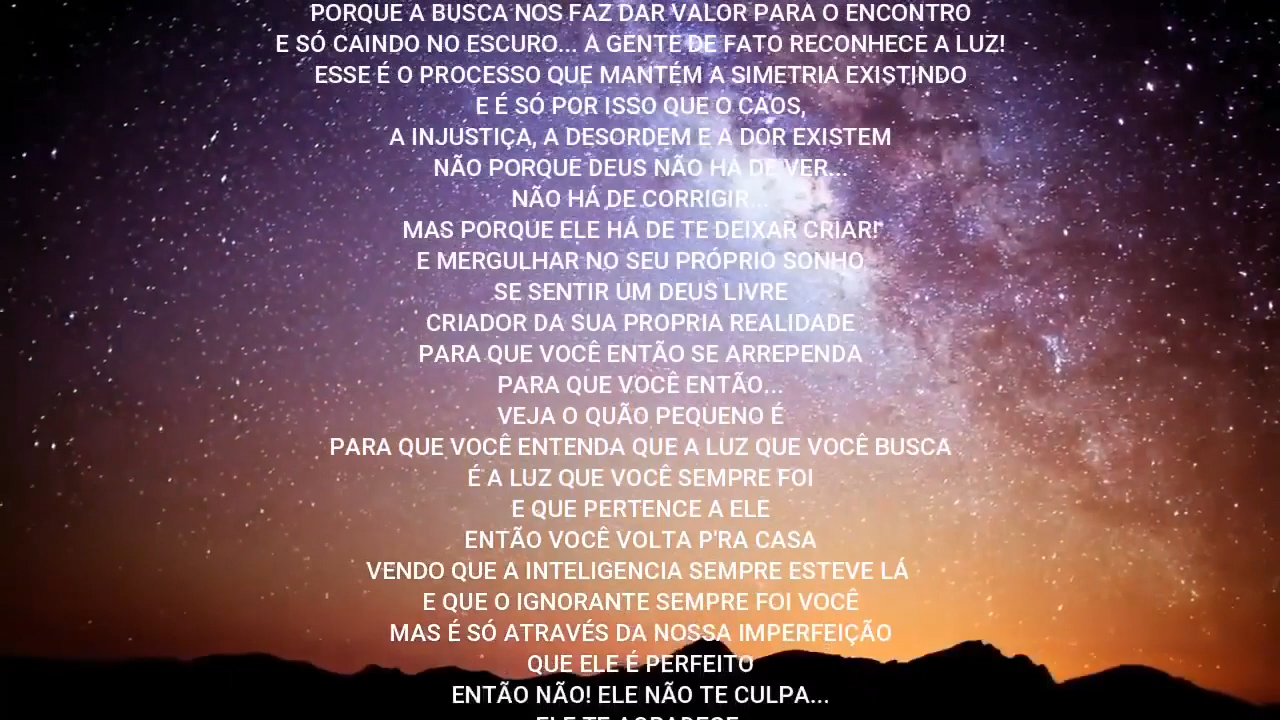 PORQUE A BUSCA NOS FAZ DAR VALOR PARA O ENCONTRO
E SÓ CAINDO NO ESCURO... A GENTE DE FATO RECONHECE A LUZ!
ESSE É O PROCESSO QUE MANTÉM A SIMETRIA EXISTINDO
E É SÓ POR ISSO QUE O CAOS,
A INJUSTIÇA, A DESORDEM E A DOR EXISTEM
NÃO PORQUE DEUS NÃO HÁ DE VER...
NÃO HÁ DE CORRIGIR...
MAS PORQUE ELE HÁ DE TE DEIXAR CRIAR!
E MERGULHAR NO SEU PRÓPRIO SONHO
SE SENTIR UM DEUS LIVRE
CRIADOR DA SUA PROPRIA REALIDADE
PARA QUE VOCÊ ENTÃO SE ARREPENDA
PARA QUE VOCÊ ENTÃO...
VEJA O QUÃO PEQUENO É
PARA QUE VOCÊ ENTENDA QUE A LUZ QUE VOCÊ BUSCA
É A LUZ QUE VOCÊ SEMPRE FOI
E QUE PERTENCE A ELE
ENTÃO VOCÊ VOLTA P'RA CASA
VENDO QUE A INTELIGENCIA SEMPRE ESTEVE LÁ
E QUE O IGNORANTE SEMPRE FOI VOCÊ
MAS É SÓ ATRAVÉS DA NOSSA IMPERFEIÇÃO
QUE ELE É PERFEITO
ENTÃO NÃO! ELE NÃO TE CULPA...
ELE TE AGRADECE